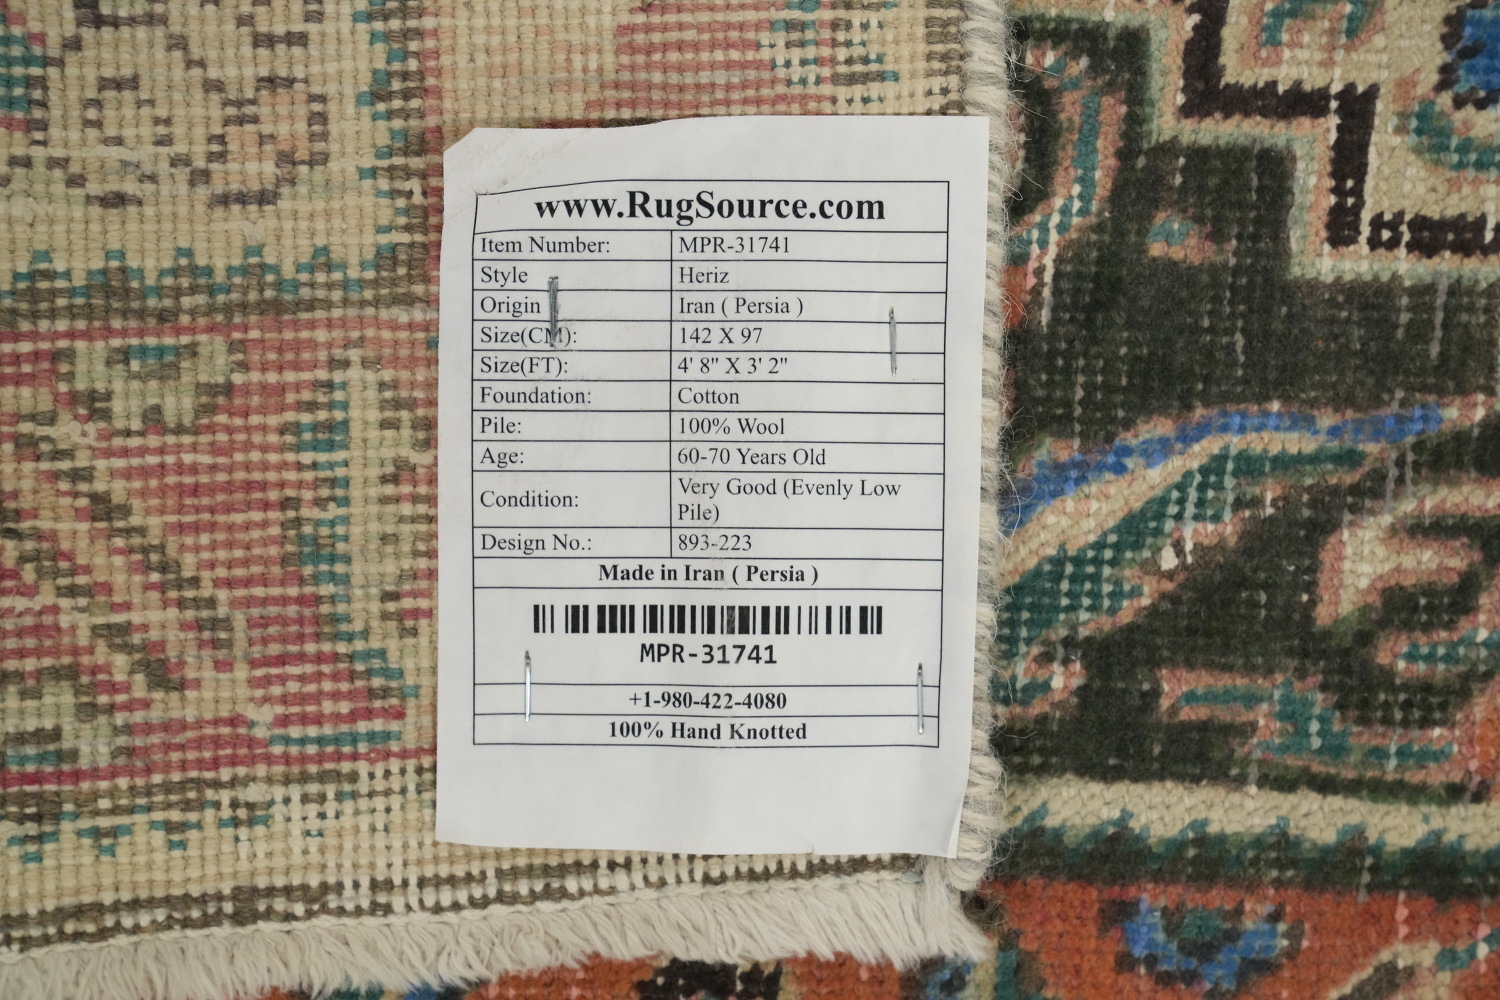 www.RugSource.com
Item Number: MPR-31741
Style Heriz
Origin Iran ( Persia )
Size(CM): 142 X 97
Size(FT): 4' 8" X 3' 2"
Foundation: Cotton
Pile: 100% Wool
Age: 60-70 Years Old
Condition: Very Good (Evenly Low
Pile)
Design No.: 893-223
Made in Iran ( Persia )
MPR-31741
+1-980-422-4080
100% Hand Knotted